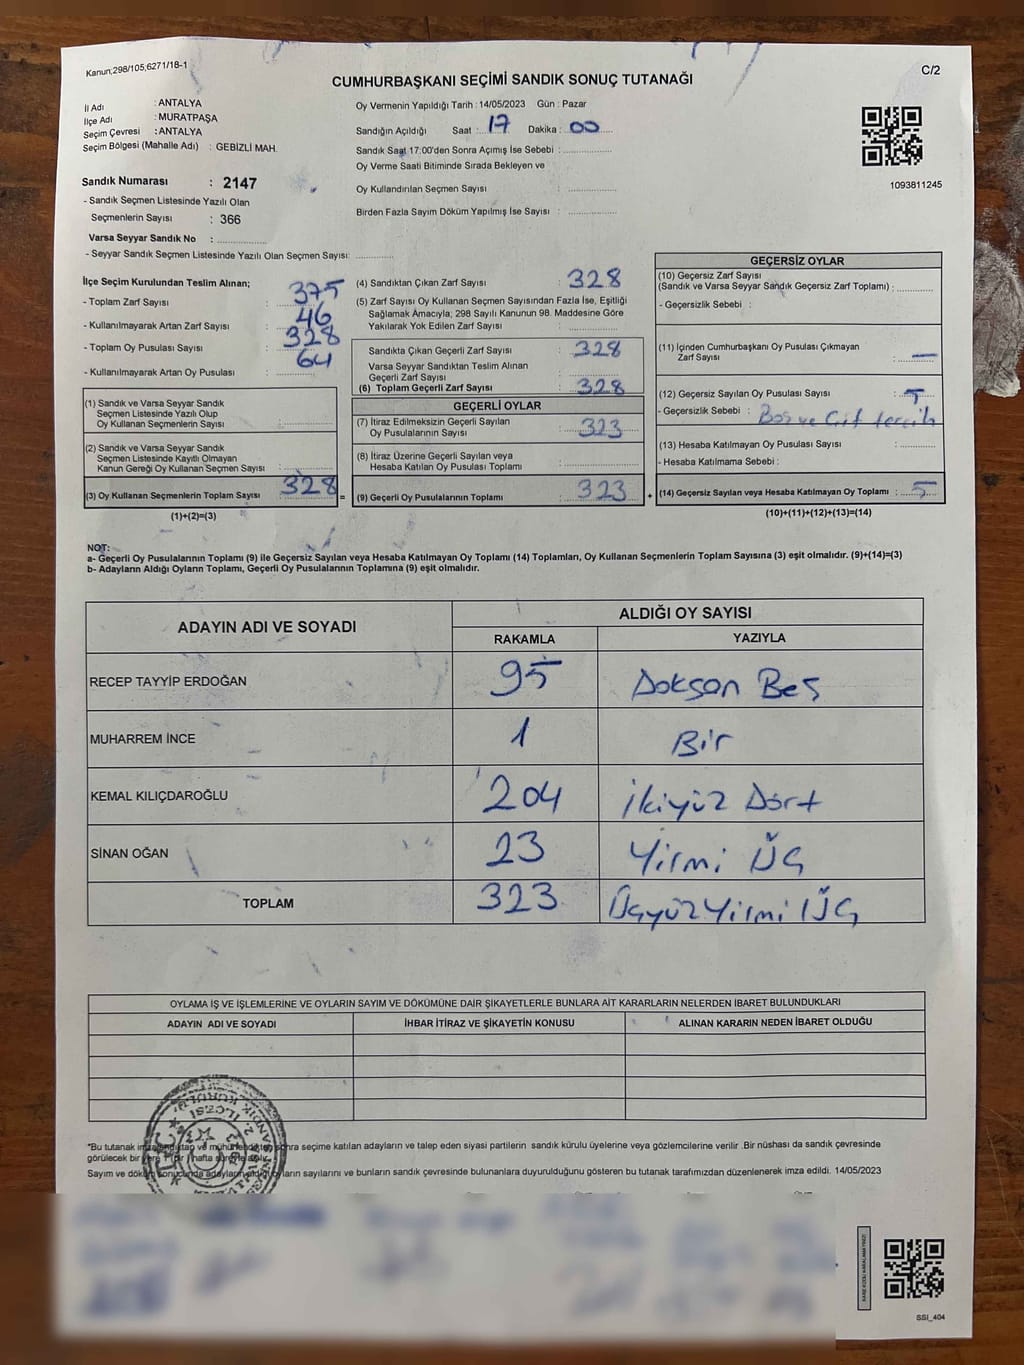 Kanun;298/105,6271/18-1
C/2
CUMHURBAŞKANI SEÇİMİ SANDIK SONUÇ TUTANAĞI
İl Adı : ANTALYA
İlçe Adı : MURATPAŞA
Seçim Çevresi : ANTALYA
Seçim Bölgesi (Mahalle Adı) : GEBİZLİ MAH.
Sandık Numarası : 2147
- Sandık Seçmen Listesinde Yazılı Olan
Seçmenlerin Sayısı : 366
Varsa Seyyar Sandık No : ....................
- Seyyar Sandık Seçmen Listesinde Yazılı Olan Seçmen Sayısı: ...............
Oy Vermenin Yapıldığı Tarih : 14/05/2023 Gün : Pazar
Sandığın Açıldığı Saat : 17 Dakika : 00
Sandık Saat 17:00'den Sonra Açımış İse Sebebi : ....................
Oy Verme Saati Bitiminde Sırada Bekleyen ve
Oy Kullandırılan Seçmen Sayısı : ....................
Birden Fazla Sayım Döküm Yapılmış İse Sayısı : ....................
1093811245
İlçe Seçim Kurulundan Teslim Alınan;
- Toplam Zarf Sayısı : 375
- Kullanılmayarak Artan Zarf Sayısı : 46
- Toplam Oy Pusulası Sayısı : 328
- Kullanılmayarak Artan Oy Pusulası : 64
(1) Sandık ve Varsa Seyyar Sandık
Seçmen Listesinde Yazılı Olup
Oy Kullanan Seçmenlerin Sayısı : ....................
(2) Sandık ve Varsa Seyyar Sandık
Seçmen Listesinde Kayıtlı Olmayan
Kanun Gereği Oy Kullanan Seçmen Sayısı : ....................
(3) Oy Kullanan Seçmenlerin Toplam Sayısı : 328 =
(1)+(2)=(3)
(4) Sandıktan Çıkan Zarf Sayısı : 328
(5) Zarf Sayısı Oy Kullanan Seçmen Sayısından Fazla İse, Eşitliği
Sağlamak Amacıyla, 298 Sayılı Kanunun 98. Maddesine Göre
Yakılarak Yok Edilen Zarf Sayısı : ....................
Sandıkta Çıkan Geçerli Zarf Sayısı : 328
Varsa Seyyar Sandıktan Teslim Alınan
Geçerli Zarf Sayısı : ....................
(6) Toplam Geçerli Zarf Sayısı : 328
GEÇERLİ OYLAR
(7) İtiraz Edilmeksizin Geçerli Sayılan
Oy Pusulalarının Sayısı : 323
(8) İtiraz Üzerine Geçerli Sayılan veya
Hesaba Katılan Oy Pusulası Toplamı : ....................
(9) Geçerli Oy Pusulalarının Toplamı : 323 +
GEÇERSİZ OYLAR
(10) Geçersiz Zarf Sayısı
(Sandık ve Varsa Seyyar Sandık Geçersiz Zarf Toplamı) : ..........
- Geçersizlik Sebebi :
(11) İçinden Cumhurbaşkanı Oy Pusulası Çıkmayan
Zarf Sayısı : —
(12) Geçersiz Sayılan Oy Pusulası Sayısı : 5
- Geçersizlik Sebebi : Boş ve Çift tercih
(13) Hesaba Katılmayan Oy Pusulası Sayısı : ..........
- Hesaba Katılmama Sebebi :
(14) Geçersiz Sayılan veya Hesaba Katılmayan Oy Toplamı : 5
(10)+(11)+(12)+(13)=(14)
NOT:
a- Geçerli Oy Pusulalarının Toplamı (9) ile Geçersiz Sayılan veya Hesaba Katılmayan Oy Toplamı (14) Toplamları, Oy Kullanan Seçmenlerin Toplam Sayısına (3) eşit olmalıdır. (9)+(14)=(3)
b- Adayların Aldığı Oyların Toplamı, Geçerli Oy Pusulalarının Toplamına (9) eşit olmalıdır.
ADAYIN ADI VE SOYADI
ALDIĞI OY SAYISI
RAKAMLA YAZIYLA
RECEP TAYYİP ERDOĞAN 95 Doksan Beş
MUHARREM İNCE 1 Bir
KEMAL KILIÇDAROĞLU 204 İkiyüz Dört
SİNAN OĞAN 23 Yirmi Üç
TOPLAM 323 Üçyüz Yirmi Üç
OYLAMA İŞ VE İŞLEMLERİNE VE OYLARIN SAYIM VE DÖKÜMÜNE DAİR ŞİKAYETLERLE BUNLARA AİT KARARLARIN NELERDEN İBARET BULUNDUKLARI
ADAYIN ADI VE SOYADI İHBAR İTİRAZ VE ŞİKAYETİN KONUSU ALINAN KARARIN NEDEN İBARET OLDUĞU
*Bu tutanak ve seçime katılan adayların ve talep eden siyasi partilerin sandık kurulu üyelerine veya gözlemcilerine verilir .Bir nüshası da sandık çevresinde
görülecek bir hafta
Sayım ve döküm sayılarını ve bunların sandık çevresinde bulunanlara duyurulduğunu gösteren bu tutanak tarafımızdan düzenlenerek imza edildi. 14/05/2023
SSİ_404